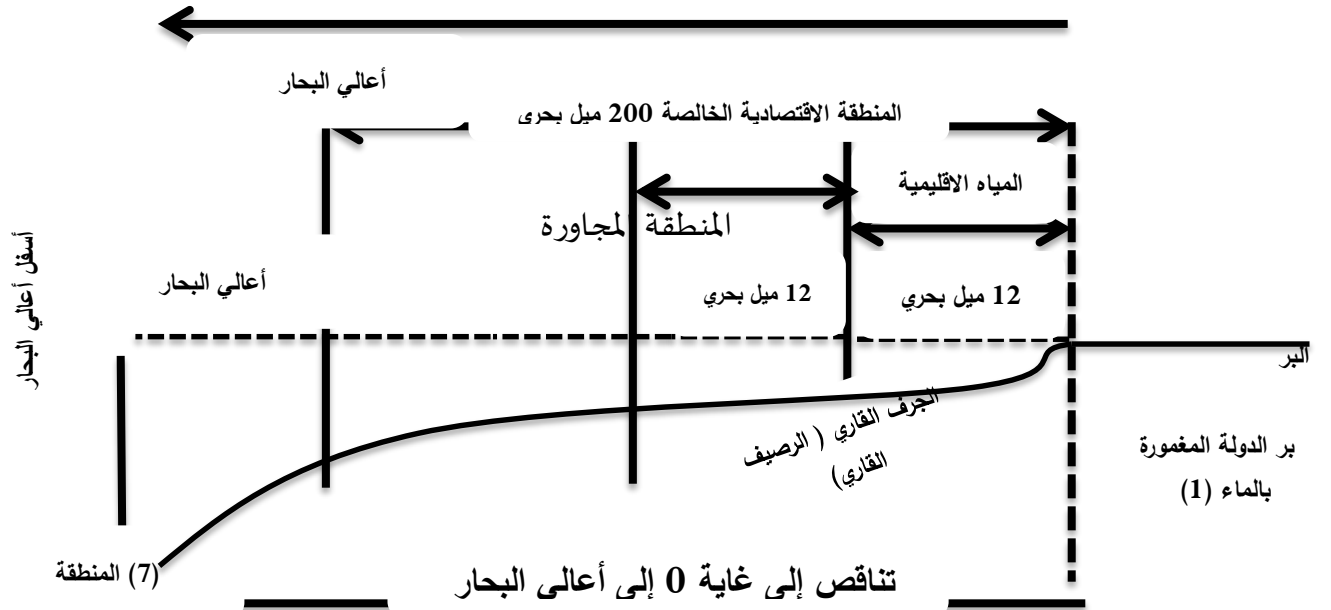 أعالي البحار
المنطقة الاقتصادية الخالصة 200 ميل بحري
المياه الاقليمية
المنطقة المجاورة
أسفل أعالي البحار
أعالي البحار
12 ميل بحري
12 ميل بحري
البر
الجرف القاري ( الرصيف
القاري)
بر الدولة المغمورة
بالماء (1)
(7) المنطقة
تناقص إلى غاية 0 إلى أعالي البحار